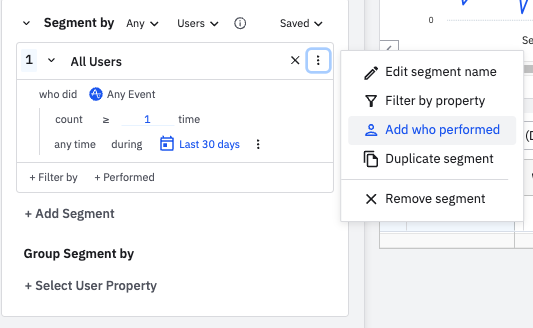 Segment by Any Users Saved
1 All Users
who did Any Event
count ≥ 1 time
any time during Last 30 days
+ Filter by + Performed
+ Add Segment
Group Segment by
+ Select User Property
Edit segment name
Filter by property
Add who performed
Duplicate segment
Remove segment
0
Se
(D